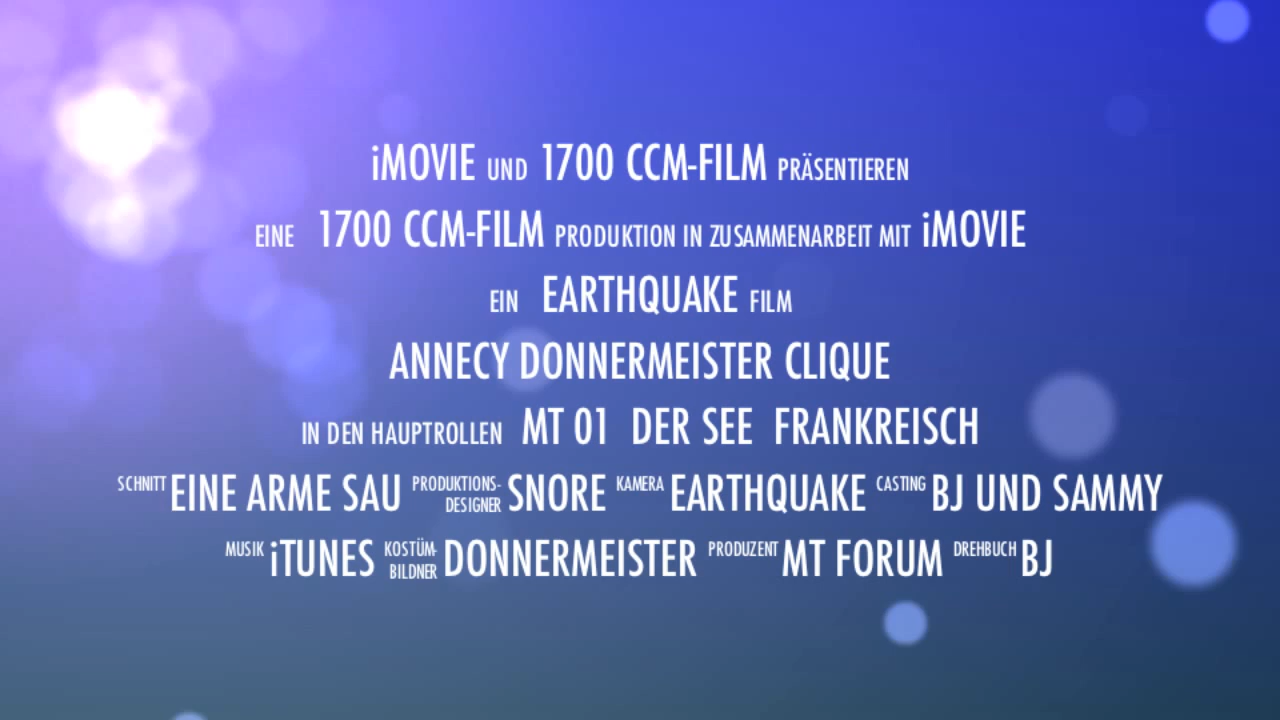 iMOVIE UND 1700 CCM-FILM PRÄSENTIEREN
EINE 1700 CCM-FILM PRODUKTION IN ZUSAMMENARBEIT MIT iMOVIE
EIN EARTHQUAKE FILM
ANNECY DONNERMEISTER CLIQUE
IN DEN HAUPTROLLEN MT 01 DER SEE FRANKREISCH
SCHNITT EINE ARME SAU PRODUKTIONS-DESIGNER SNORE KAMERA EARTHQUAKE CASTING BJ UND SAMMY
MUSIK iTUNES KOSTÜM-BILDNER DONNERMEISTER PRODUZENT MT FORUM DREHBUCH BJ